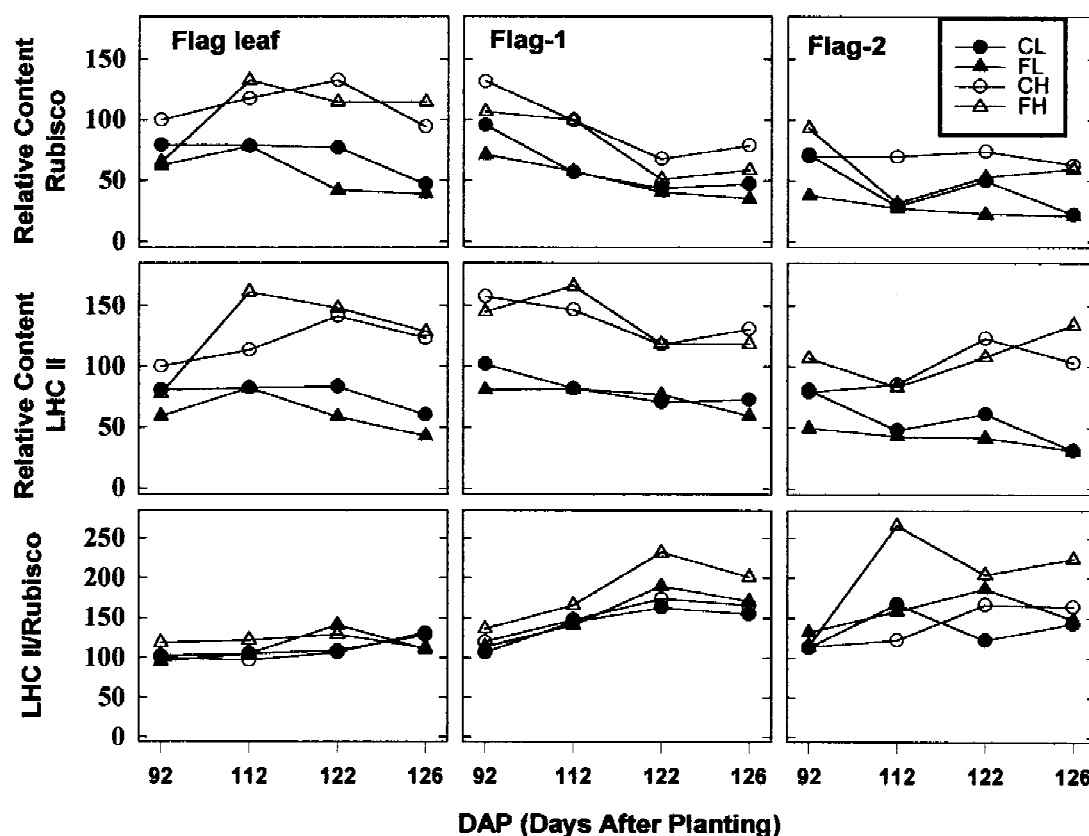 Flag leaf
Flag-1
Flag-2
CL
FL
CH
FH
Relative Content
Rubisco
150
100
50
0
Relative Content
LHC II
150
100
50
0
LHC II/Rubisco
250
200
150
100
50
0
92 112 122 126
92 112 122 126
92 112 122 126
DAP (Days After Planting)